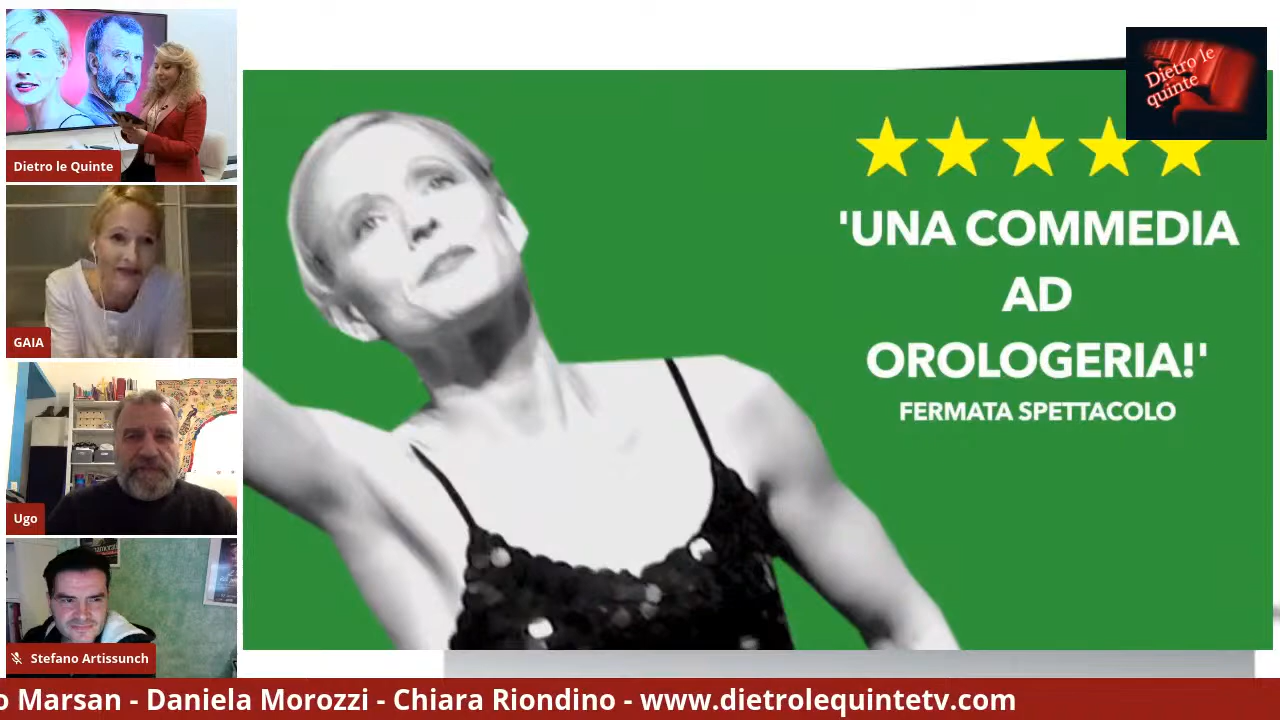 Dietro le Quinte
GAIA
Ugo
Stefano Artissunch
Dietro le
quinte
'UNA COMMEDIA
AD
OROLOGERIA!'
FERMATA SPETTACOLO
o Marsan - Daniela Morozzi - Chiara Riondino - www.dietrolequintetv.com